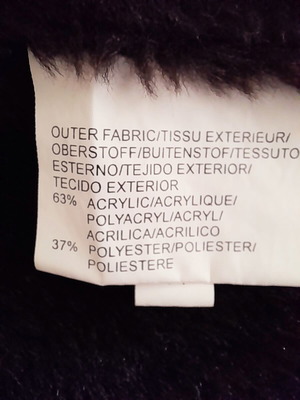 OUTER FABRIC/TISSU EXTERIEUR/
OBERSTOFF/BUITENSTOF/TESSUTO
ESTERNO/TEJIDO EXTERIOR/
TECIDO EXTERIOR
63% ACRYLIC/ACRYLIQUE/
POLYACRYL/ACRYL/
ACRILICA/ACRILICO
37% POLYESTER/POLIESTER/
POLIESTERE